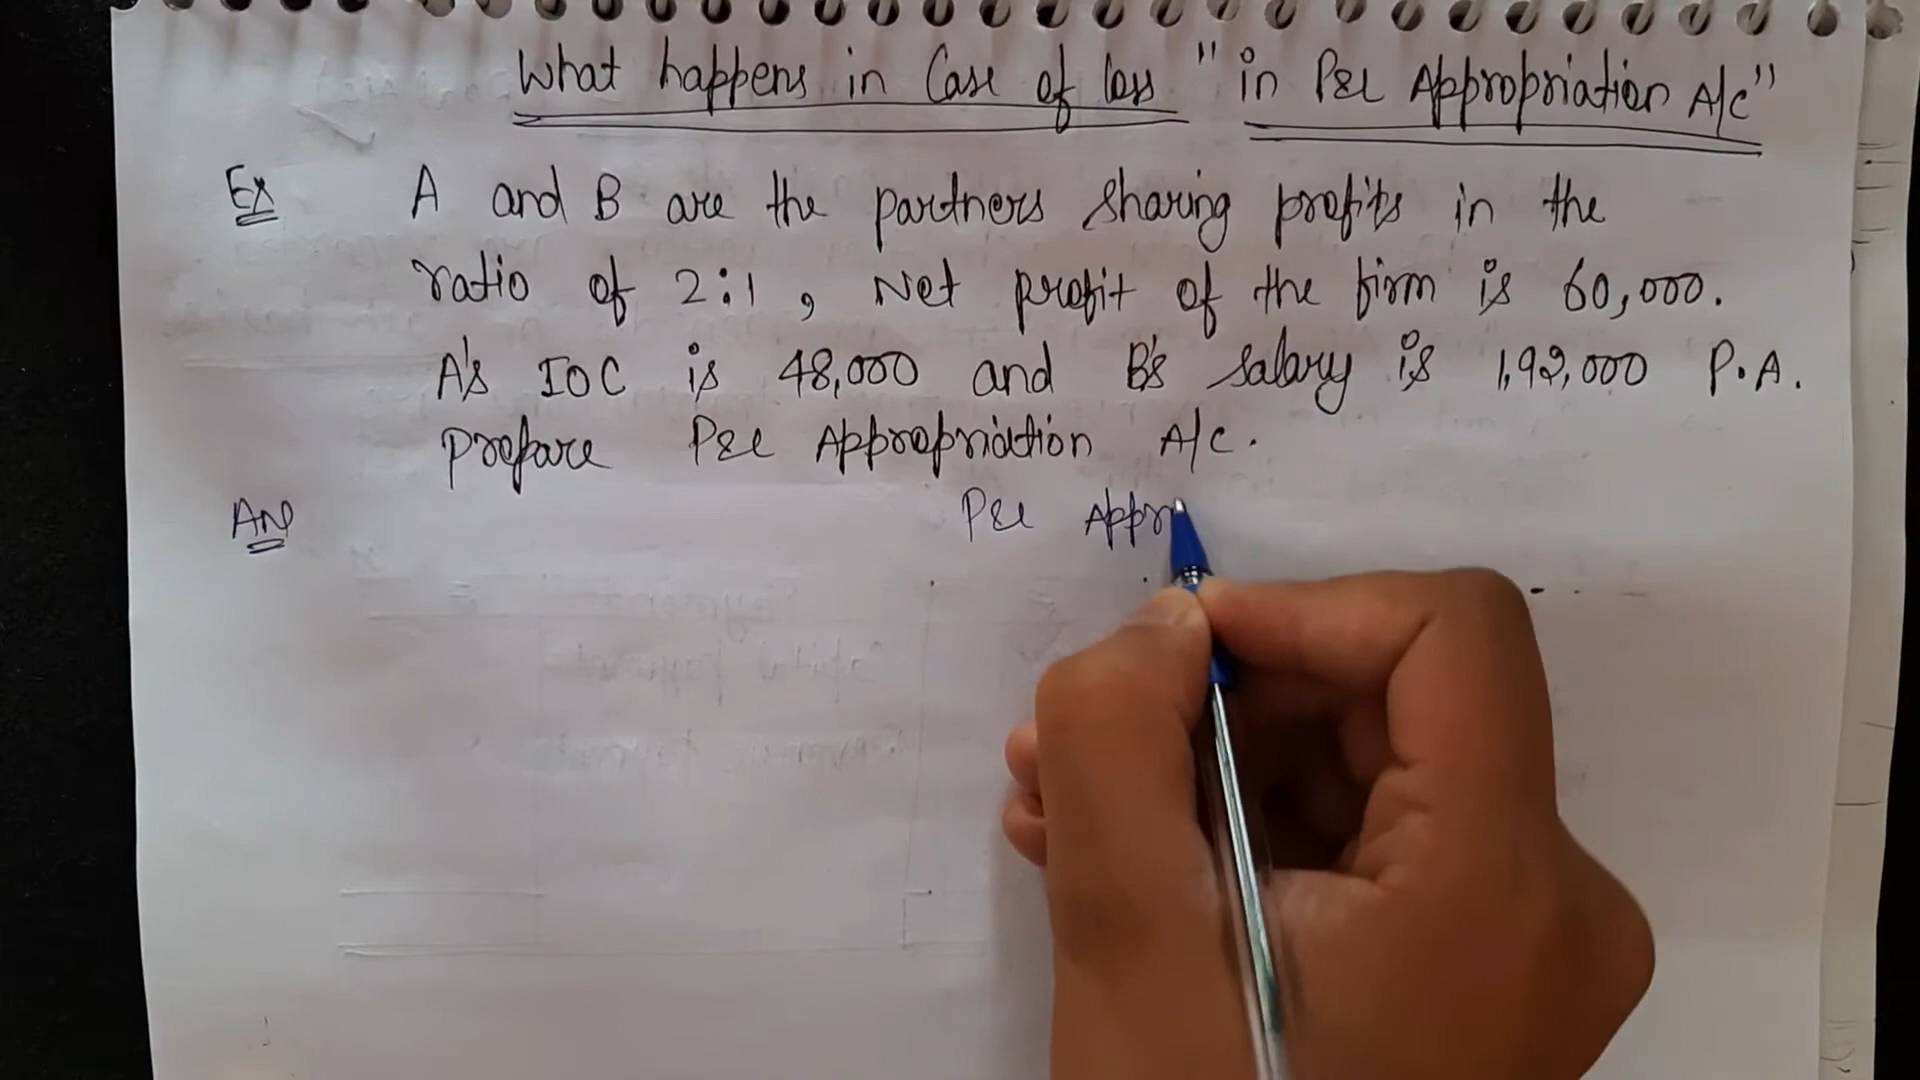 What happens in Case of loss "in P&L Appropriation A/c"
Ex A and B are the partners sharing profits in the
ratio of 2:1, Net profit of the firm is 60,000.
A's IOC is 48,000 and B's salary is 1,92,000 P.A.
Prepare P&L Appropriation A/c.
Ans P&L Appr